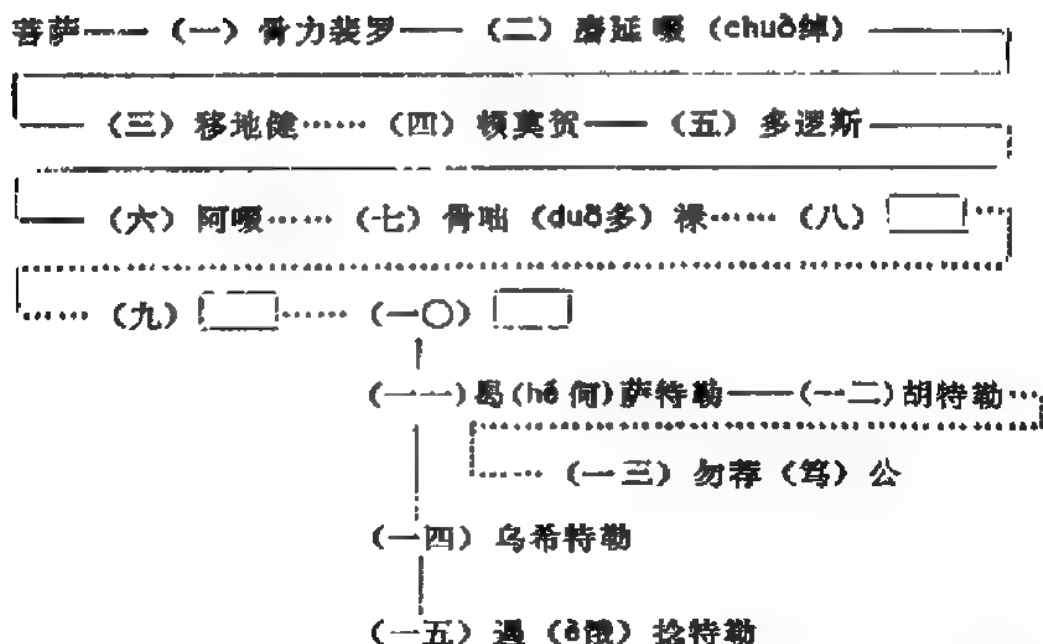 菩萨——（一）骨力裴罗——（二）磨延啜（chuò绰）
（三）移地健……（四）顿莫贺——（五）多逻斯
（六）阿啜……（七）骨咄（duō多）禄……（八）
（九）……（一〇）
（一一）曷（hé何）萨特勒——（一二）胡特勒……
……（一三）勿荐（笃）公
（一四）乌希特勒
（一五）遏（è饿）捻特勒